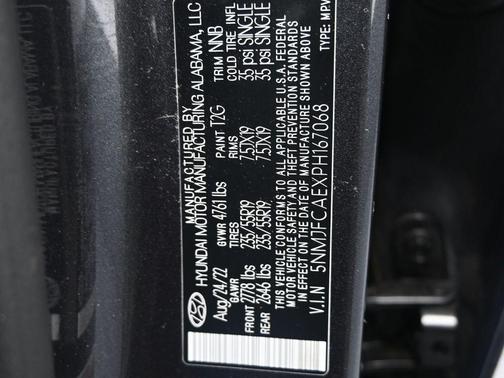 MANUFACTURED BY
HYUNDAI MOTOR MANUFACTURING ALABAMA, LLC
Aug/24/22 GVWR 4761 lbs PAINT T2G TRIM NNB
GAWR TIRES RIMS COLD TIRE INFL
FRONT 2778 lbs 235/55R19 7.5JX19 35 psi SINGLE
REAR 2646 lbs 235/55R19 7.5JX19 35 psi SINGLE
THIS VEHICLE CONFORMS TO ALL APPLICABLE U.S.A. FEDERAL
MOTOR VEHICLE SAFETY AND THEFT PREVENTION STANDARDS
IN EFFECT ON THE DATE OF MANUFACTURE SHOWN ABOVE
V.I.N 5NMJFCAEXPH167068 TYPE: MPV